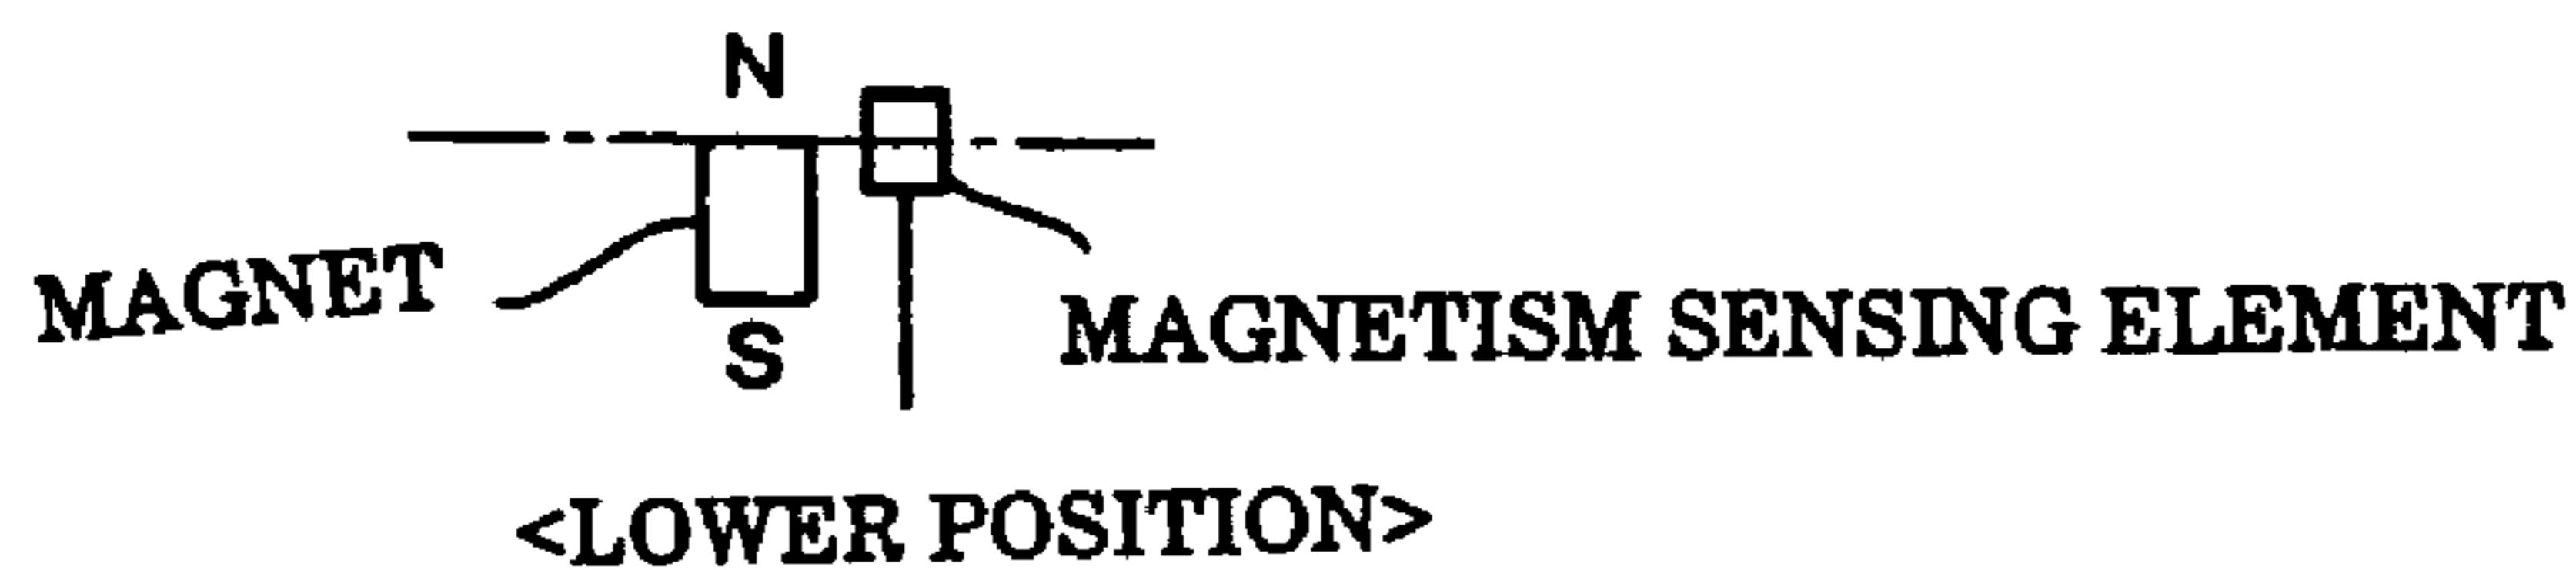 N
MAGNET
S
MAGNETISM SENSING ELEMENT
<LOWER POSITION>